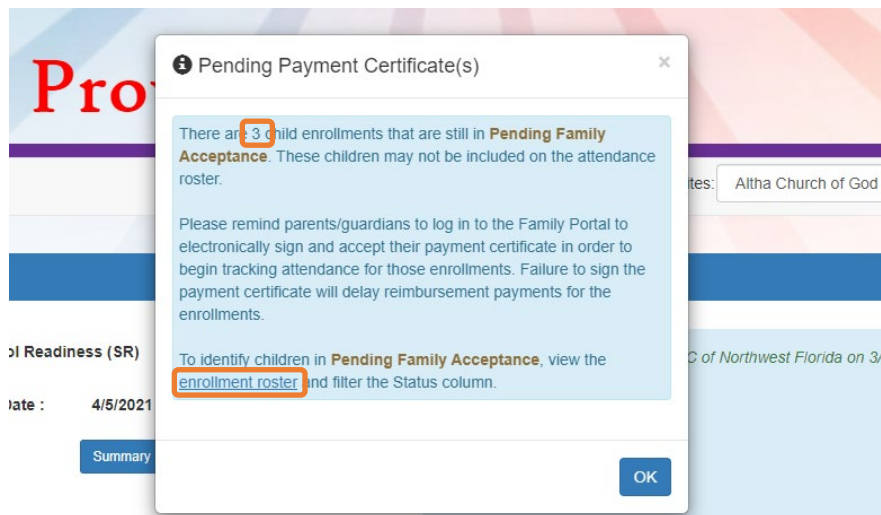 Pending Payment Certificate(s) ×
Pro
There are 3 child enrollments that are still in Pending Family
Acceptance. These children may not be included on the attendance
roster.
ites: Altha Church of God
Please remind parents/guardians to log in to the Family Portal to
electronically sign and accept their payment certificate in order to
begin tracking attendance for those enrollments. Failure to sign the
payment certificate will delay reimbursement payments for the
enrollments.
ol Readiness (SR)
To identify children in Pending Family Acceptance, view the
enrollment roster and filter the Status column.
C of Northwest Florida on 3/
Date : 4/5/2021
Summary
OK